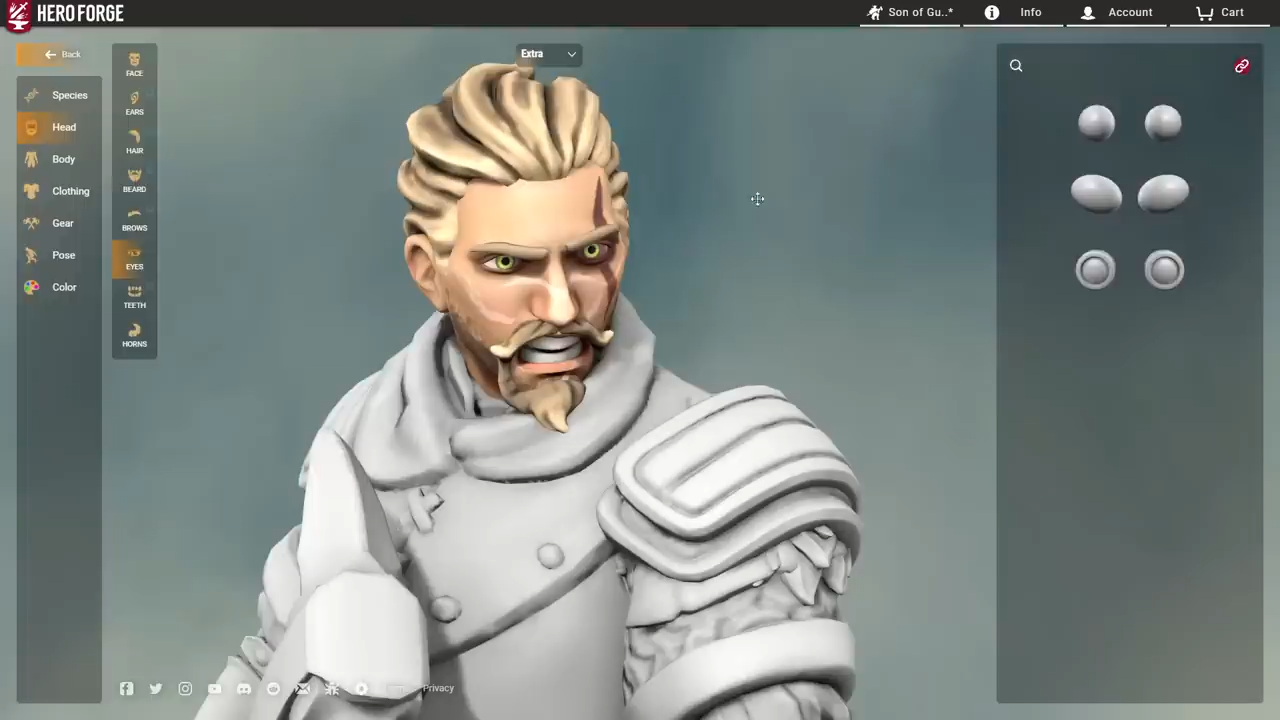 HERO FORGE
Son of Gu..*
Info
Account
Cart
Back
Extra
Species
Head
Body
Clothing
Gear
Pose
Color
FACE
EARS
HAIR
BEARD
BROWS
EYES
TEETH
HORNS
Privacy